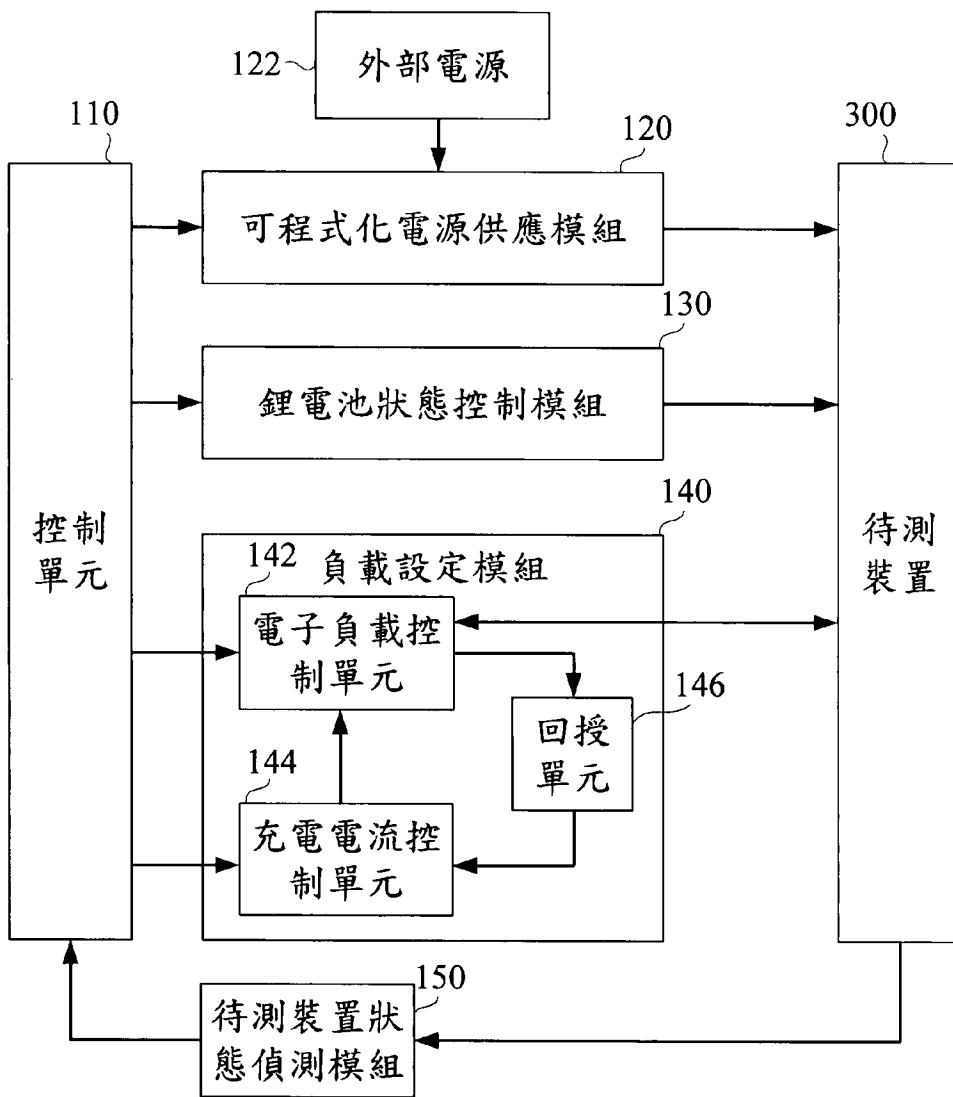 122
外部電源
110
120
300
可程式化電源供應模組
130
鋰電池狀態控制模組
控制
單元
待測
裝置
140
負載設定模組
142
電子負載控
制單元
146
回授
單元
144
充電電流控
制單元
150
待測裝置狀
態偵測模組